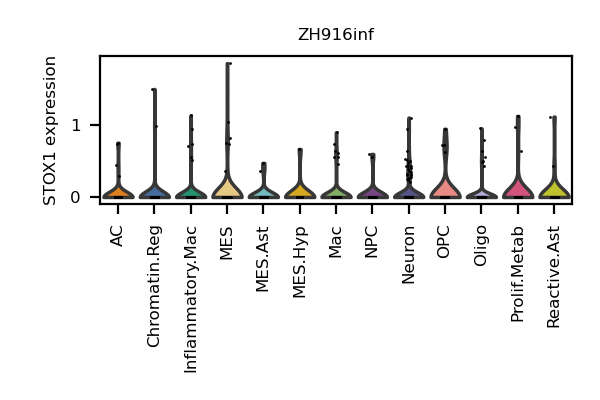 ZH916inf
STOX1 expression
1
0
AC
Chromatin.Reg
Inflammatory.Mac
MES
MES.Ast
MES.Hyp
Mac
NPC
Neuron
OPC
Oligo
Prolif.Metab
Reactive.Ast